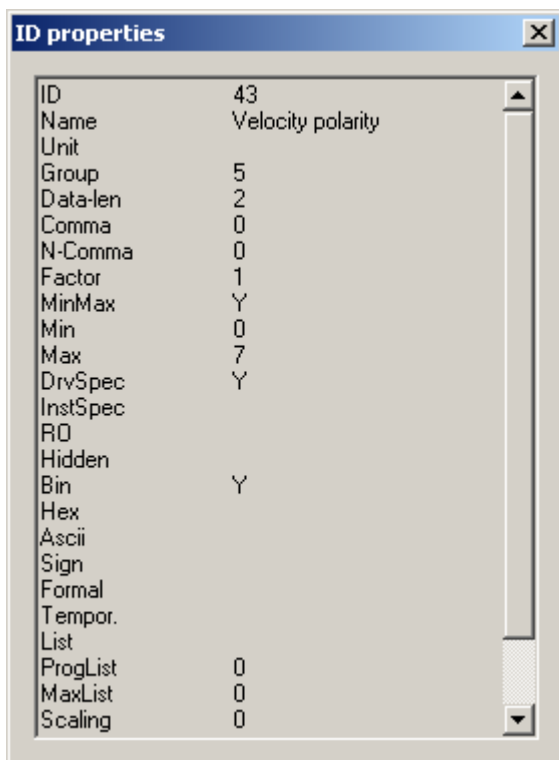 ID properties
ID 43
Name Velocity polarity
Unit
Group 5
Data-len 2
Comma 0
N-Comma 0
Factor 1
MinMax Y
Min 0
Max 7
DrvSpec Y
InstSpec
RO
Hidden
Bin Y
Hex
Ascii
Sign
Formal
Tempor.
List
ProgList 0
MaxList 0
Scaling 0